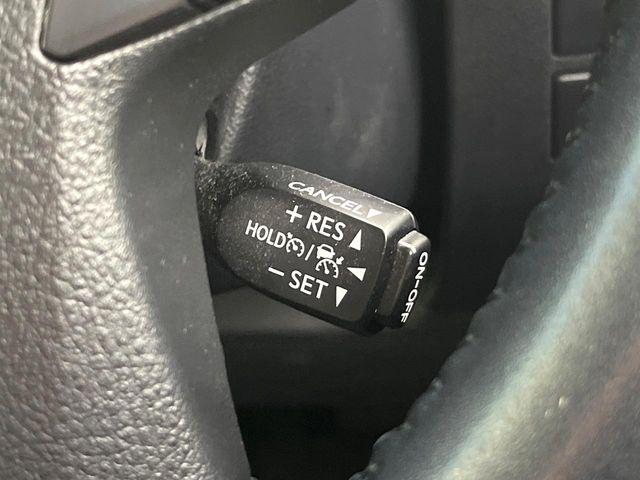 CANCEL▼
+RES▲
HOLD / ◀
−SET▼
ON-OFF